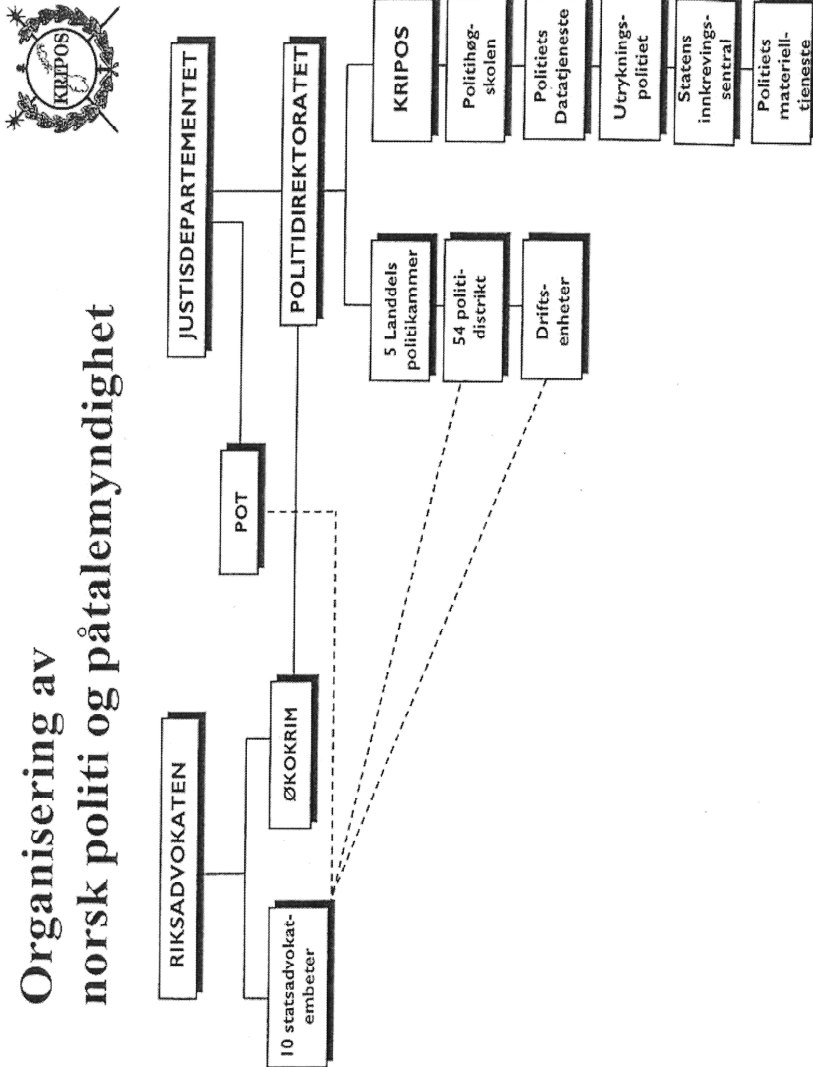 Organisering av
norsk politi og påtalemyndighet
KRIPOS
RIKSADVOKATEN
JUSTISDEPARTEMENTET
POT
10 statsadvokat-
embeter
ØKOKRIM
POLITIDIREKTORATET
5 Landdels
politikammer
54 politi-
distrikt
Drifts-
enheter
KRIPOS
Politihøg-
skolen
Politiets
Datatjeneste
Utryknings-
politiet
Statens
innkrevings-
sentral
Politiets
materiell-
tjeneste